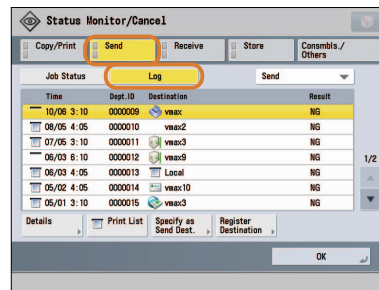 Status Monitor/Cancel
Copy/Print Send Receive Store Consmbls./
Others
Job Status Log Send
Time Dept.ID Destination Result
10/06 3:10 0000009 vmax NG
08/05 4:05 0000010 vmax2 NG
07/05 3:10 0000011 vmax3 NG
06/03 6:10 0000012 vmax9 NG
06/03 4:05 0000013 Local NG
05/02 4:05 0000014 vmax10 NG
05/01 3:10 0000015 vmax3 NG
1/2
Details Print List Specify as
Send Dest. Register
Destination
OK